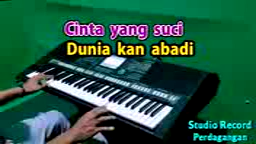 Cinta yang suci
Dunia kan abadi
Studio Record
Perdagangan